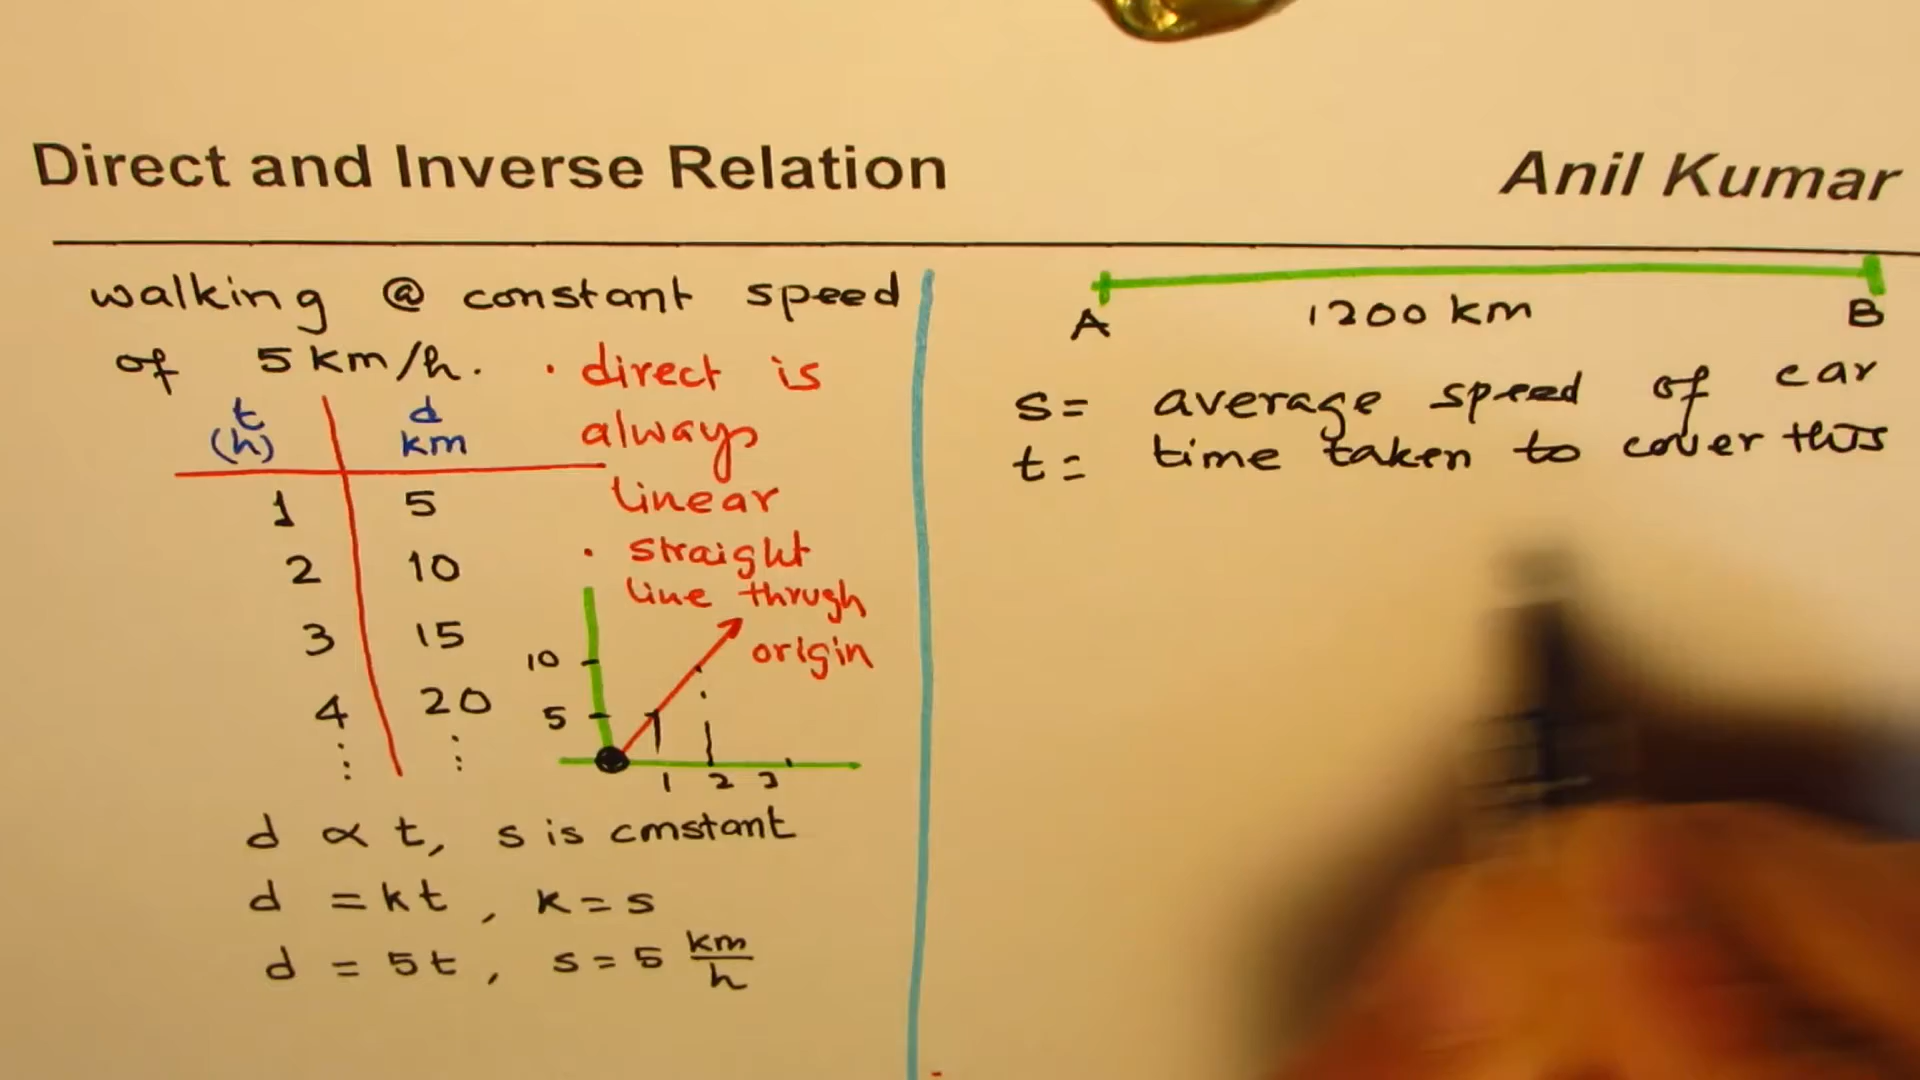 Direct and Inverse Relation
Anil Kumar
walking @ constant speed
of 5 km/h.
t
(h)
d
km
1 5
2 10
3 15
4 20
⋮ ⋮
• direct is
always
linear
• straight
line thrugh
origin
10
5
1 2 3
d ∝ t, s is cmstant
d = kt, k = s
d = 5t, s = 5 km/h
A 1200 km B
s = average speed of car
t = time taken to cover this